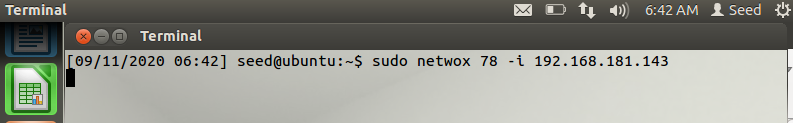 Terminal
6:42 AM
Seed
Terminal
[09/11/2020 06:42] seed@ubuntu:~$ sudo netwox 78 -i 192.168.181.143